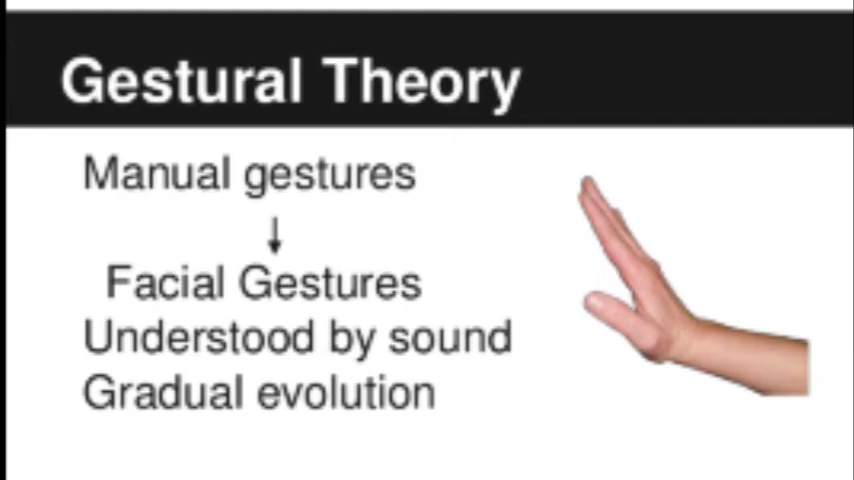 Gestural Theory
Manual gestures
↓
Facial Gestures
Understood by sound
Gradual evolution